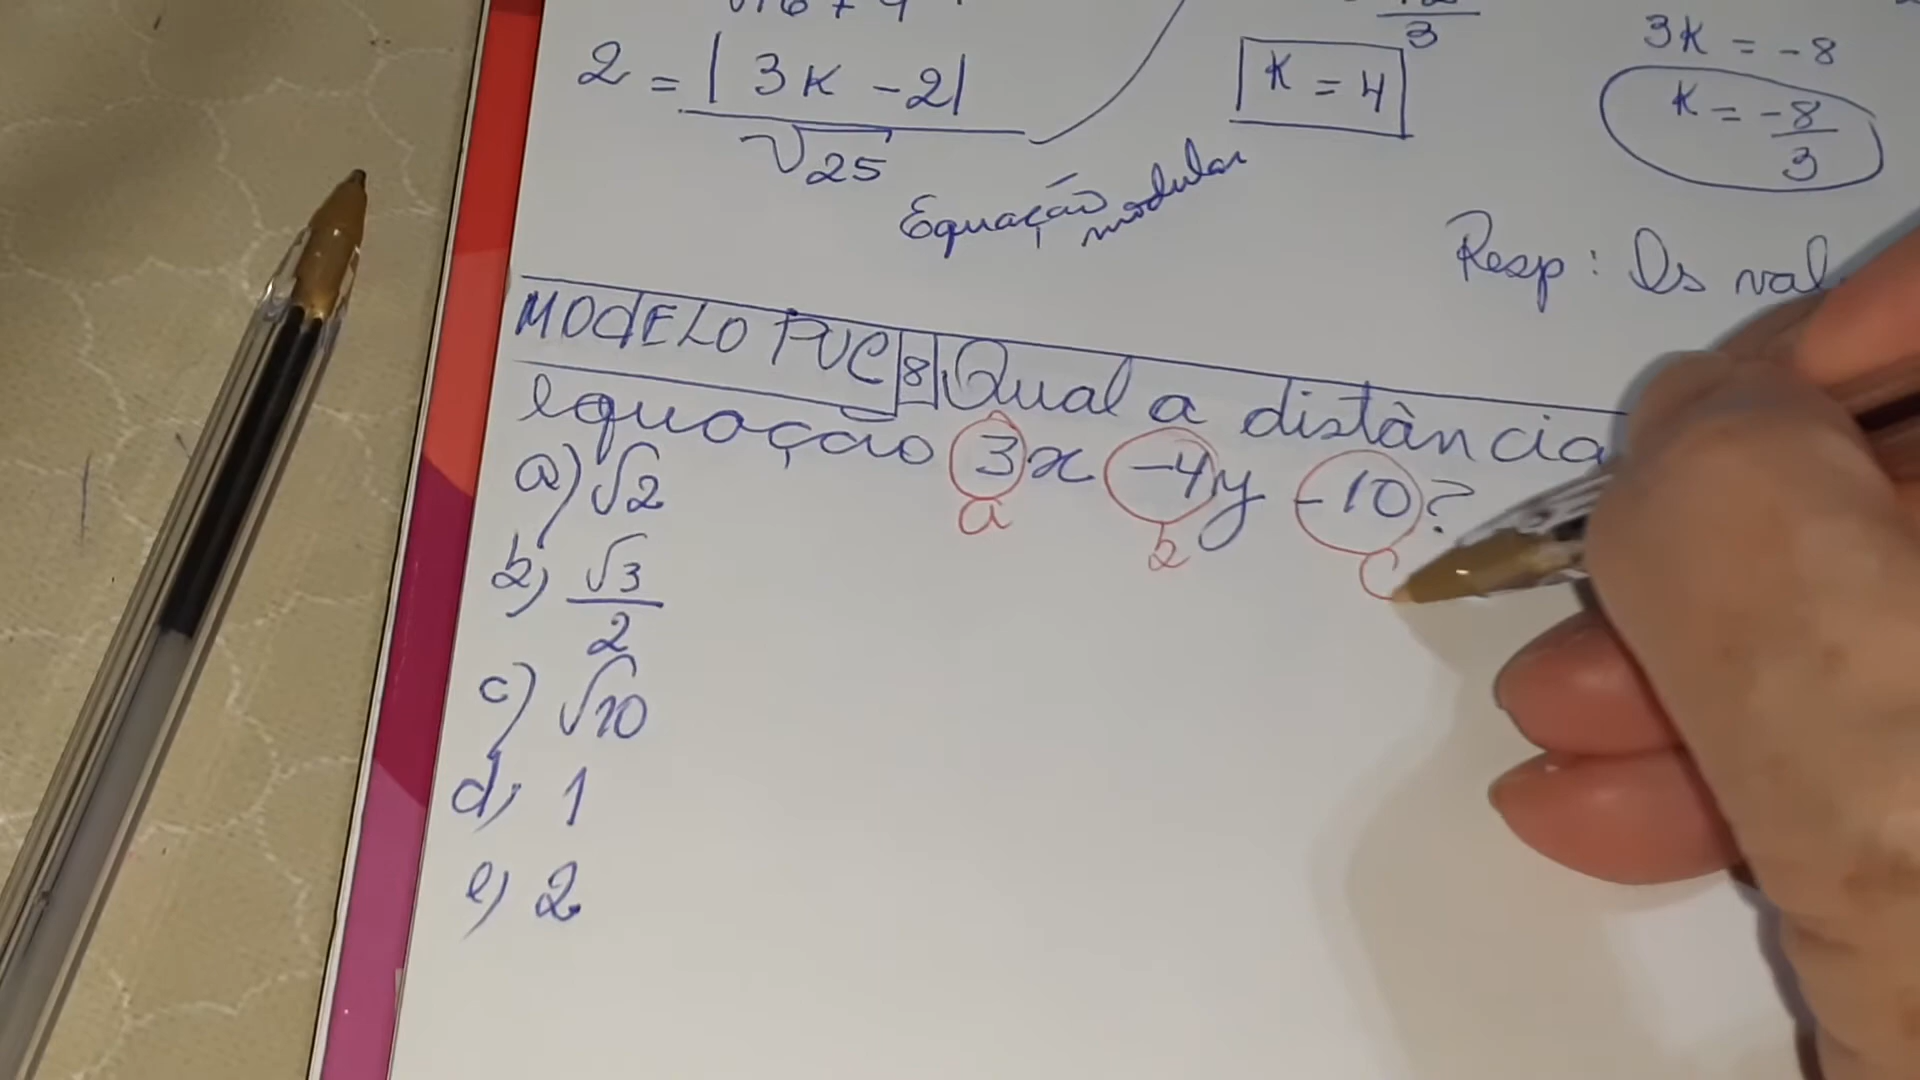 2 = | 3K - 2|
√25
Equação modular
3
K = 4
3K = -8
K = -8
3
Resp: Os
MODELO PUC 8 Qual a distância
equação 3x -4y -10?
a b c
a) √2
b) √3
2
c) √10
d) 1
e) 2